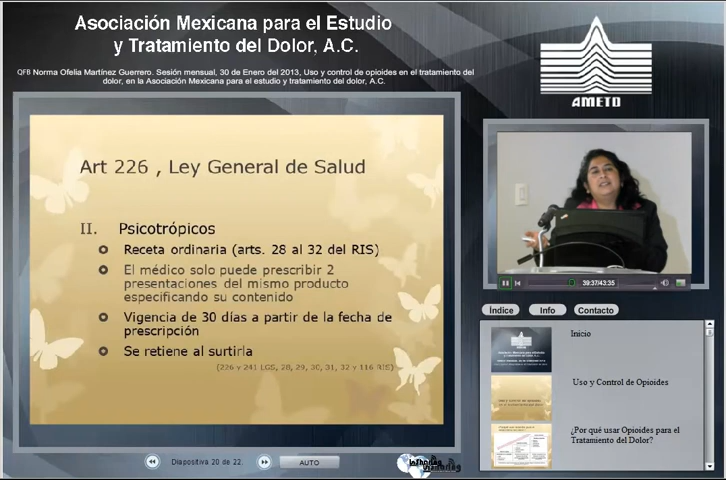 Asociación Mexicana para el Estudio
y Tratamiento del Dolor, A.C.
QFB Norma Ofelia Martínez Guerrero. Sesión mensual, 30 de Enero del 2013, Uso y control de opioides en el tratamiento del
dolor, en la Asociación Mexicana para el estudio y tratamiento del dolor, A.C.
AMETD
Art 226 , Ley General de Salud
II. Psicotrópicos
Receta ordinaria (arts. 28 al 32 del RIS)
El médico solo puede prescribir 2
presentaciones del mismo producto
especificando su contenido
Vigencia de 30 días a partir de la fecha de
prescripción
Se retiene al surtirla
(226 y 241 LGS, 28, 29, 30, 31, 32 y 116 RIS)
39:37/43:35
Índice Info Contacto
Inicio
Uso y Control de Opioides
¿Por qué usar Opioides para el
Tratamiento del Dolor?
Diapositiva 20 de 22.
AUTO